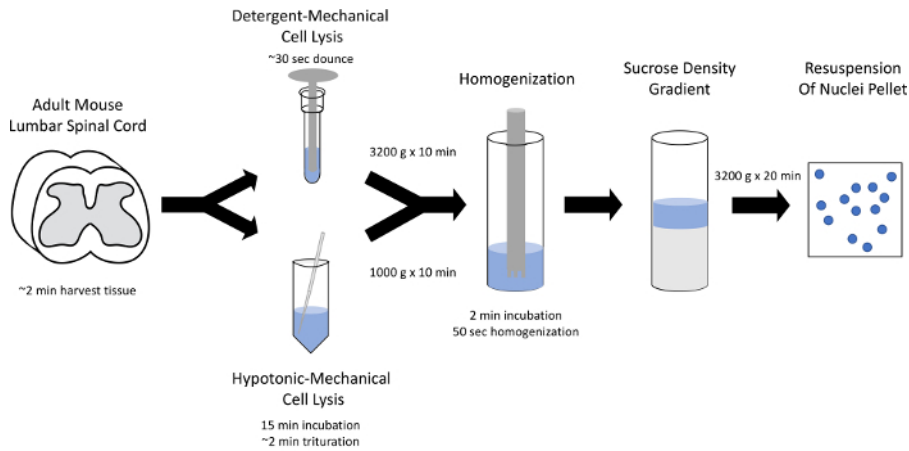 Adult Mouse
Lumbar Spinal Cord
~2 min harvest tissue
Detergent-Mechanical
Cell Lysis
~30 sec dounce
Hypotonic-Mechanical
Cell Lysis
15 min incubation
~2 min trituration
3200 g x 10 min
1000 g x 10 min
Homogenization
2 min incubation
50 sec homogenization
Sucrose Density
Gradient
3200 g x 20 min
Resuspension
Of Nuclei Pellet